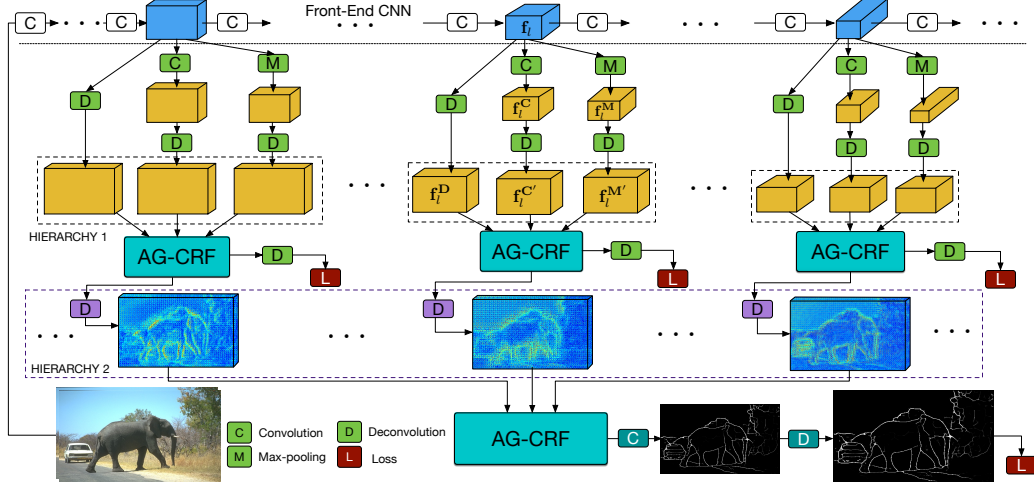 Front-End CNN
C C C C C C
f_l
C M C M C M
D D D
f_l^C f_l^M
D D D D D D
f_l^D f_l^C′ f_l^M′
HIERARCHY 1
AG-CRF D AG-CRF D AG-CRF D
L L L
D D D
HIERARCHY 2
C Convolution D Deconvolution
M Max-pooling L Loss
AG-CRF C D
L